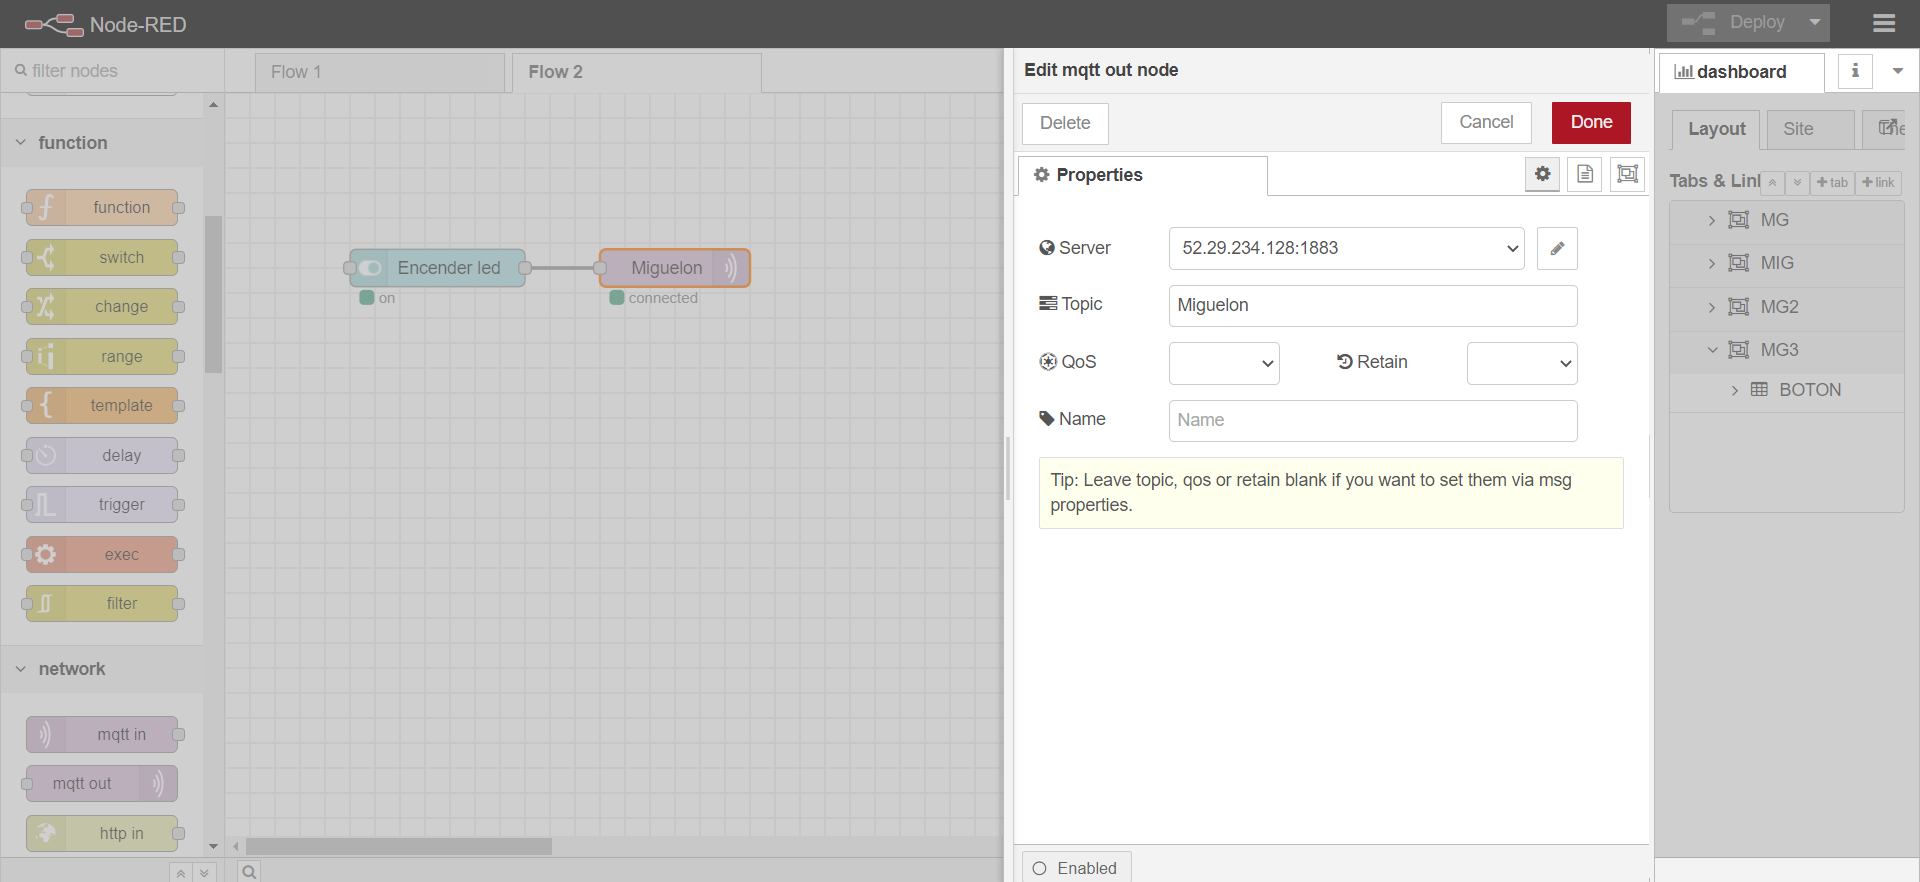 Node-RED
Deploy
filter nodes
Flow 1
Flow 2
function
function
switch
change
range
template
delay
trigger
exec
filter
network
mqtt in
mqtt out
http in
Encender led
on
Miguelon
connected
Edit mqtt out node
Delete
Cancel
Done
Properties
Server
52.29.234.128:1883
Topic
Miguelon
QoS
Retain
Name
Name
Tip: Leave topic, qos or retain blank if you want to set them via msg
properties.
Enabled
dashboard
i
Layout
Site
Tabs & Lin
+tab
+link
MG
MIG
MG2
MG3
BOTON